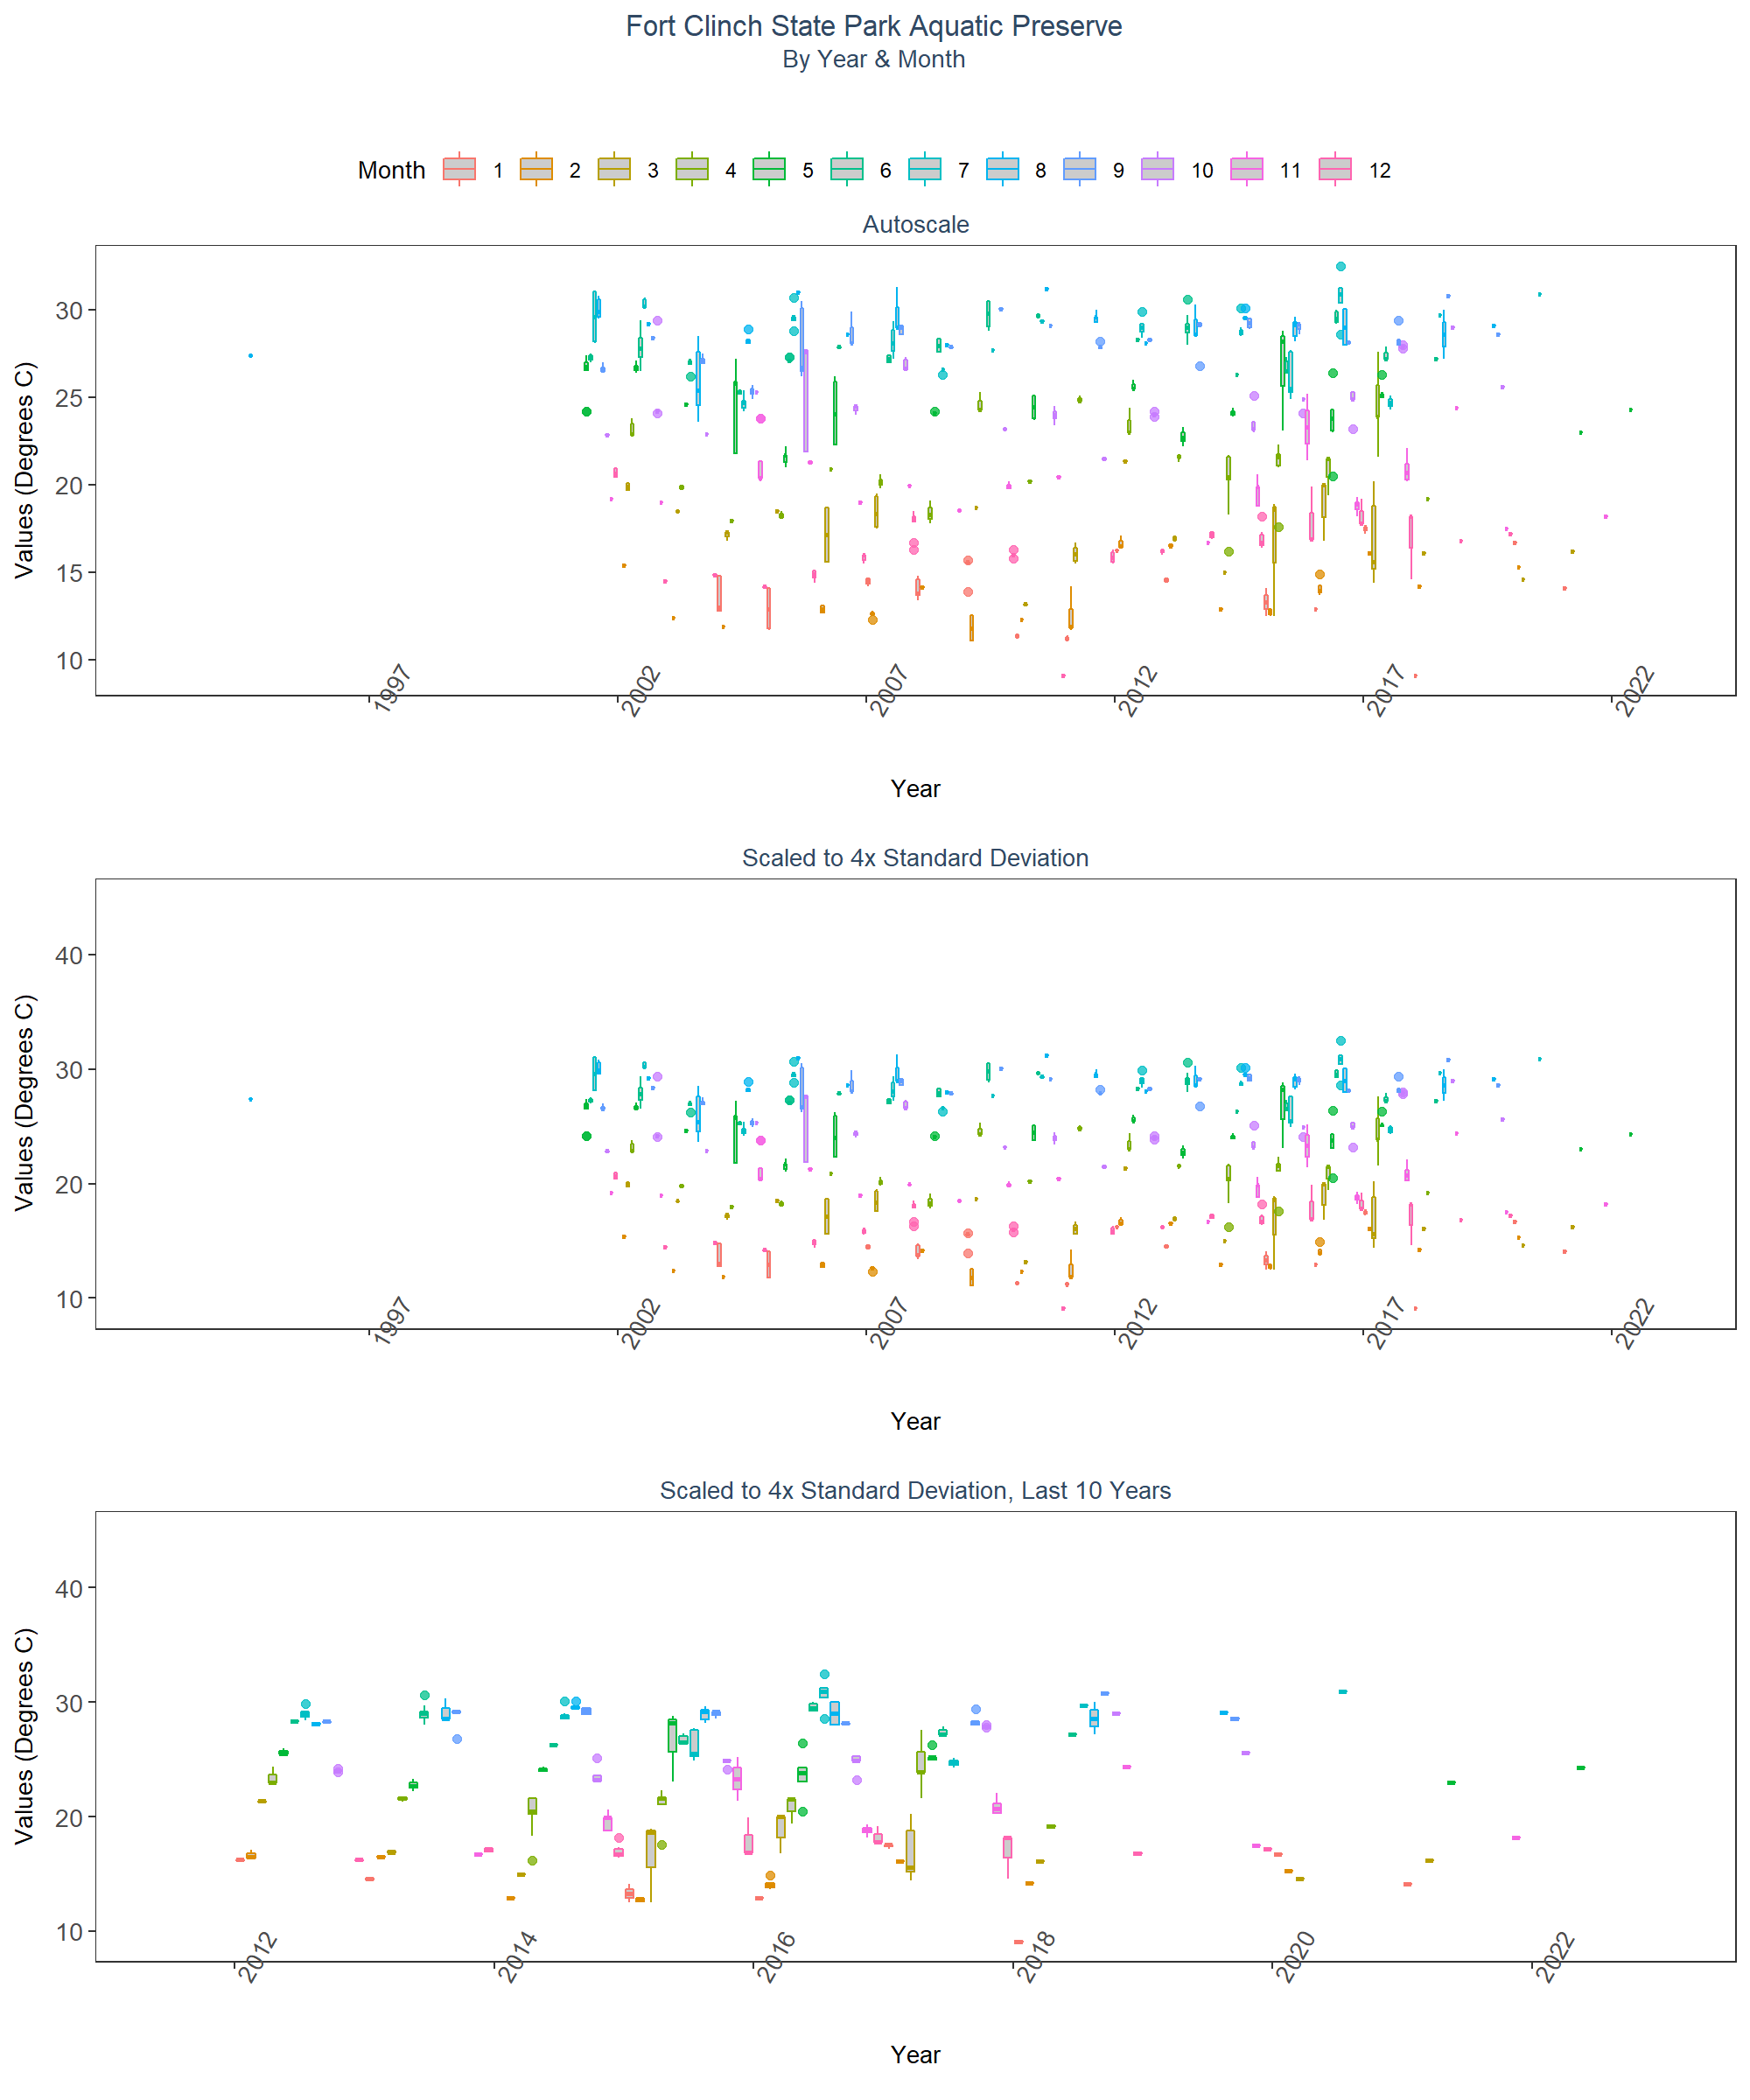 Fort Clinch State Park Aquatic Preserve
By Year & Month
Month 1 2 3 4 5 6 7 8 9 10 11 12
Autoscale
Values (Degrees C)
30
25
20
15
10
1997 2002 2007 2012 2017 2022
Year
Scaled to 4x Standard Deviation
Values (Degrees C)
40
30
20
10
1997 2002 2007 2012 2017 2022
Year
Scaled to 4x Standard Deviation, Last 10 Years
Values (Degrees C)
40
30
20
10
2012 2014 2016 2018 2020 2022
Year